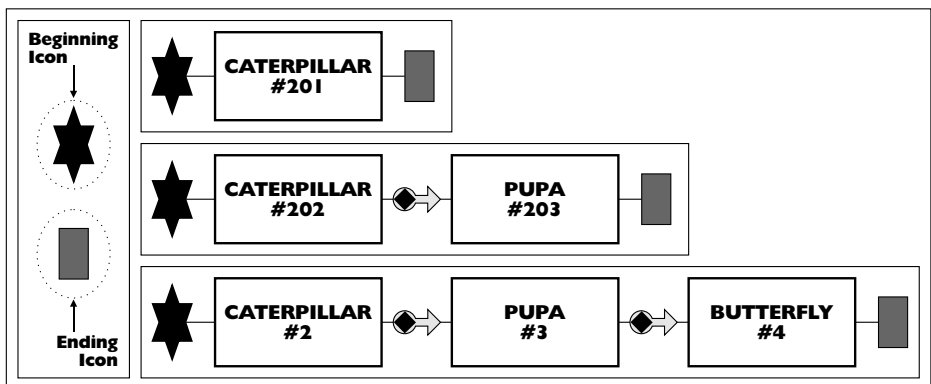 Beginning
Icon
Ending
Icon
CATERPILLAR
#201
CATERPILLAR
#202
PUPA
#203
CATERPILLAR
#2
PUPA
#3
BUTTERFLY
#4